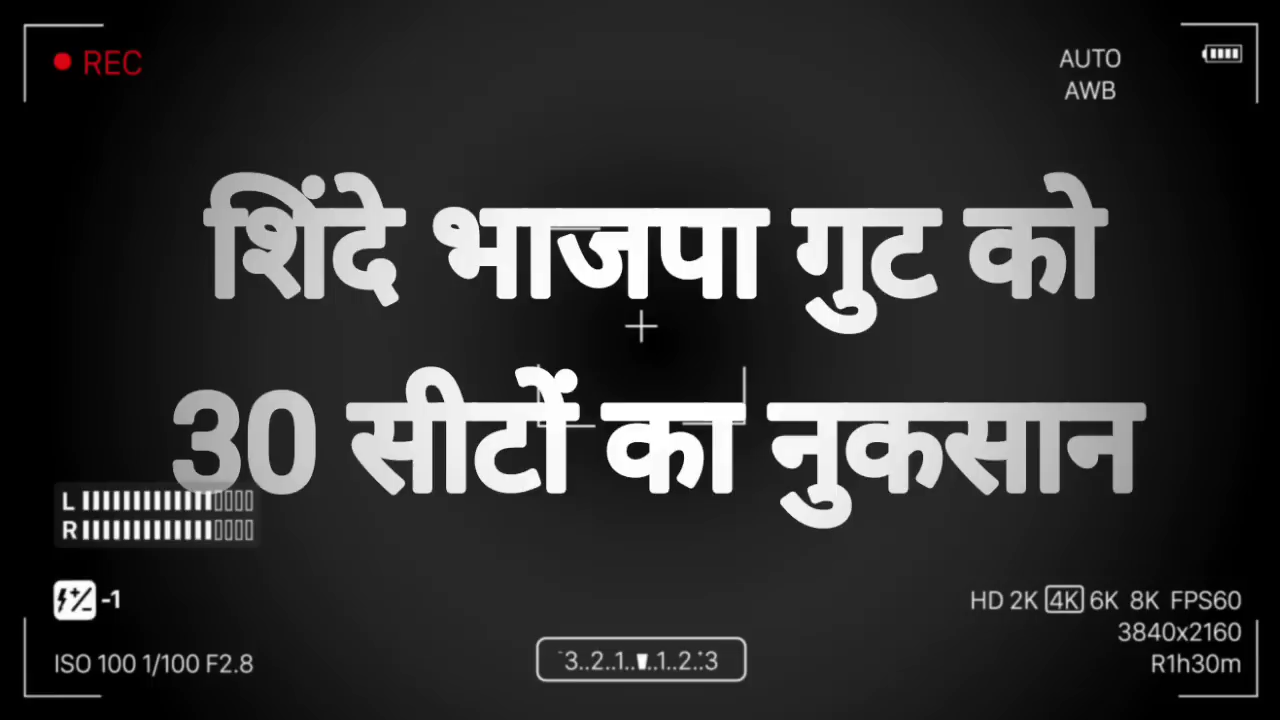 REC
AUTO
AWB
शिंदे भाजपा गुट को
30 सीटों का नुकसान
L
R
-1
HD 2K 4K 6K 8K FPS60
3840x2160
ISO 100 1/100 F2.8
3..2..1..1..2..3
R1h30m